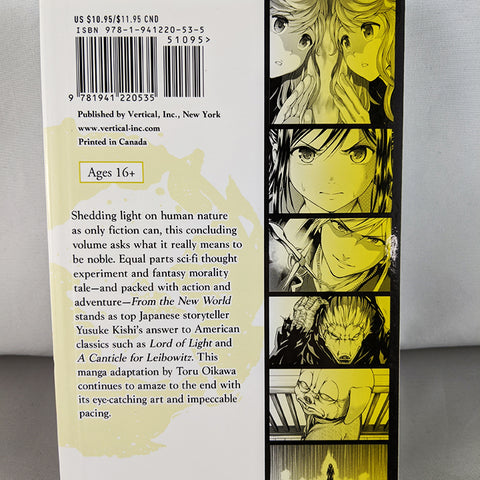 US $10.95/$11.95 CND
ISBN 978-1-941220-53-5
51095>
9 781941 220535
Published by Vertical, Inc., New York
www.vertical-inc.com
Printed in Canada
Ages 16+
Shedding light on human nature
as only fiction can, this concluding
volume asks what it really means to
be noble. Equal parts sci-fi thought
experiment and fantasy morality
tale—and packed with action and
adventure—From the New World
stands as top Japanese storyteller
Yusuke Kishi's answer to American
classics such as Lord of Light and
A Canticle for Leibowitz. This
manga adaptation by Toru Oikawa
continues to amaze to the end with
its eye-catching art and impeccable
pacing.